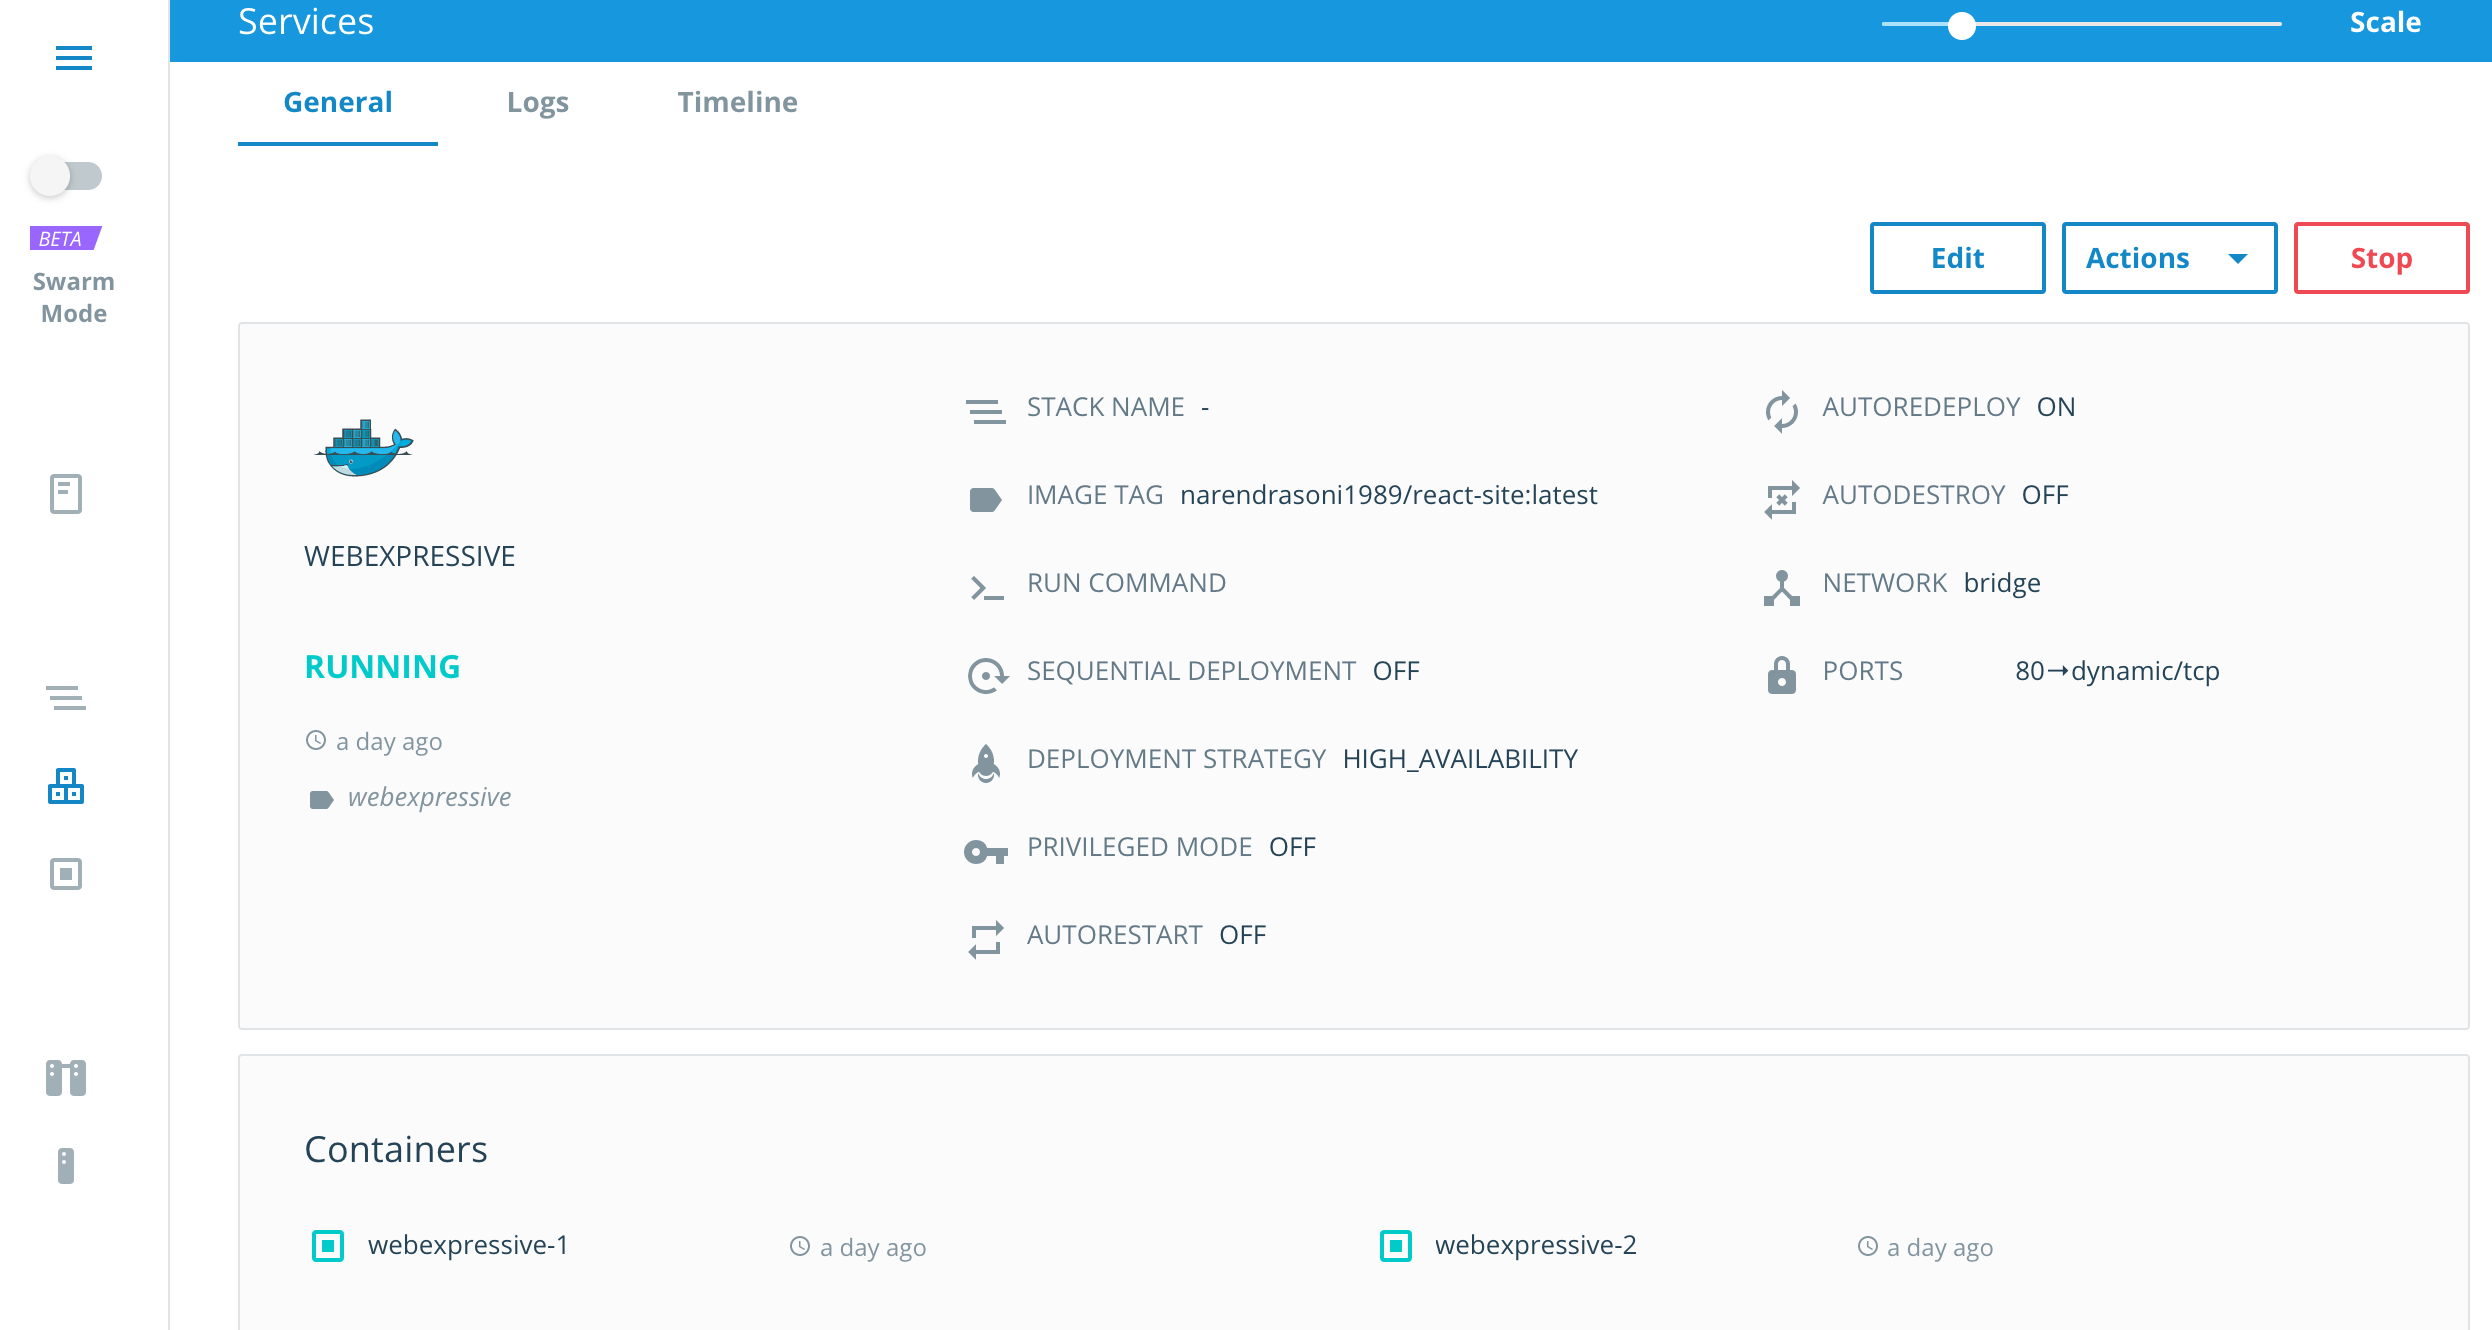 Services
Scale
General Logs Timeline
BETA
Swarm
Mode
Edit Actions Stop
WEBEXPRESSIVE
RUNNING
a day ago
webexpressive
STACK NAME -
IMAGE TAG narendrasoni1989/react-site:latest
RUN COMMAND
SEQUENTIAL DEPLOYMENT OFF
DEPLOYMENT STRATEGY HIGH_AVAILABILITY
PRIVILEGED MODE OFF
AUTORESTART OFF
AUTOREDEPLOY ON
AUTODESTROY OFF
NETWORK bridge
PORTS 80→dynamic/tcp
Containers
webexpressive-1 a day ago webexpressive-2 a day ago